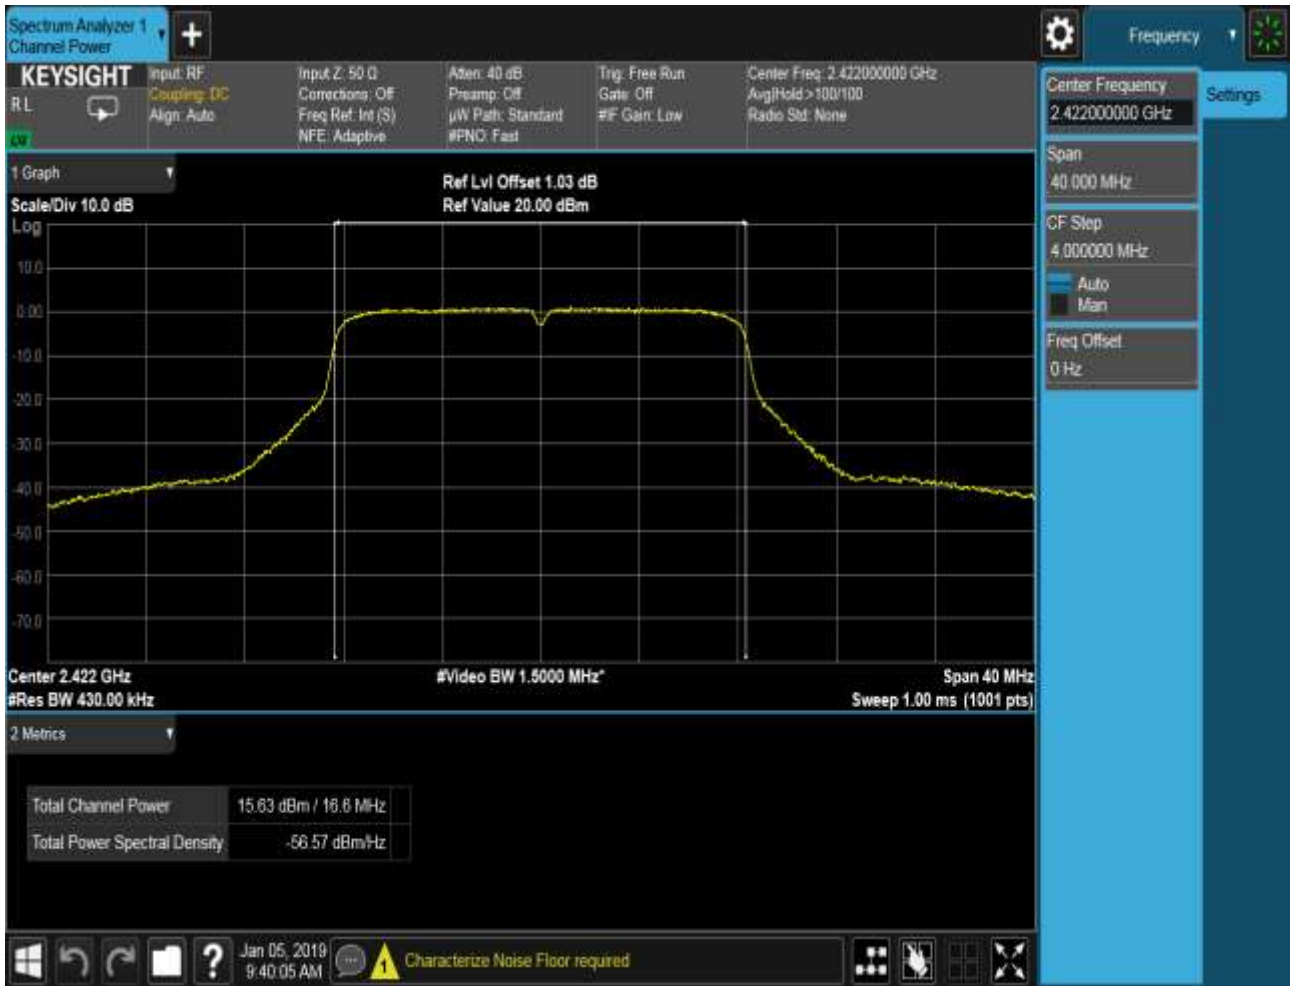 Spectrum Analyzer 1
Channel Power
Frequency
KEYSIGHT
R L
Input: RF
Coupling: DC
Align: Auto
Input Z: 50 Ω
Corrections: Off
Freq Ref: Int (S)
NFE: Adaptive
Atten: 40 dB
Preamp: Off
µW Path: Standard
#PNO: Fast
Trig: Free Run
Gate: Off
#IF Gain: Low
Center Freq: 2.422000000 GHz
Avg|Hold:>100/100
Radio Std: None
Center Frequency
2.422000000 GHz
Settings
Span
40.000 MHz
CF Step
4.000000 MHz
Auto
Man
Freq Offset
0 Hz
1 Graph
Scale/Div 10.0 dB
Ref Lvl Offset 1.03 dB
Ref Value 20.00 dBm
Log
10.0
0.00
-10.0
-20.0
-30.0
-40.0
-50.0
-60.0
-70.0
Center 2.422 GHz
#Video BW 1.5000 MHz*
Span 40 MHz
#Res BW 430.00 kHz
Sweep 1.00 ms (1001 pts)
2 Metrics
Total Channel Power 15.63 dBm / 16.6 MHz
Total Power Spectral Density -56.57 dBm/Hz
Jan 05, 2019
9:40:05 AM
1
Characterize Noise Floor required